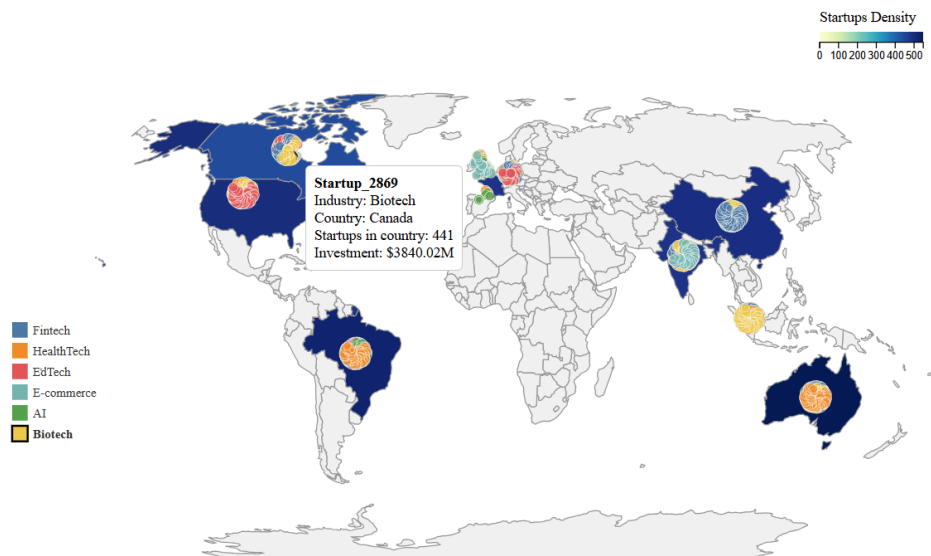 Startups Density
0 100 200 300 400 500
Startup_2869
Industry: Biotech
Country: Canada
Startups in country: 441
Investment: $3840.02M
Fintech
HealthTech
EdTech
E-commerce
AI
Biotech